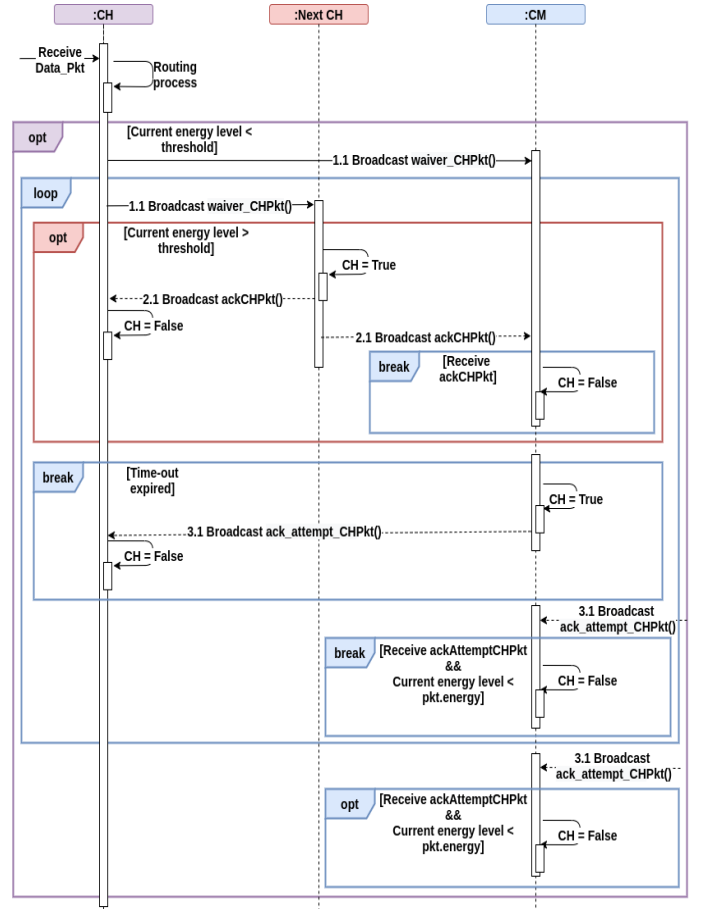 :CH
:Next CH
:CM
Receive
Data_Pkt
Routing
process
opt
[Current energy level <
threshold]
1.1 Broadcast waiver_CHPkt()
loop
1.1 Broadcast waiver_CHPkt()
opt
[Current energy level >
threshold]
CH = True
2.1 Broadcast ackCHPkt()
CH = False
2.1 Broadcast ackCHPkt()
break
[Receive
ackCHPkt]
CH = False
break
[Time-out
expired]
CH = True
3.1 Broadcast ack_attempt_CHPkt()
CH = False
3.1 Broadcast
ack_attempt_CHPkt()
break
[Receive ackAttemptCHPkt
&&
Current energy level <
pkt.energy]
CH = False
3.1 Broadcast
ack_attempt_CHPkt()
opt
[Receive ackAttemptCHPkt
&&
Current energy level <
pkt.energy]
CH = False